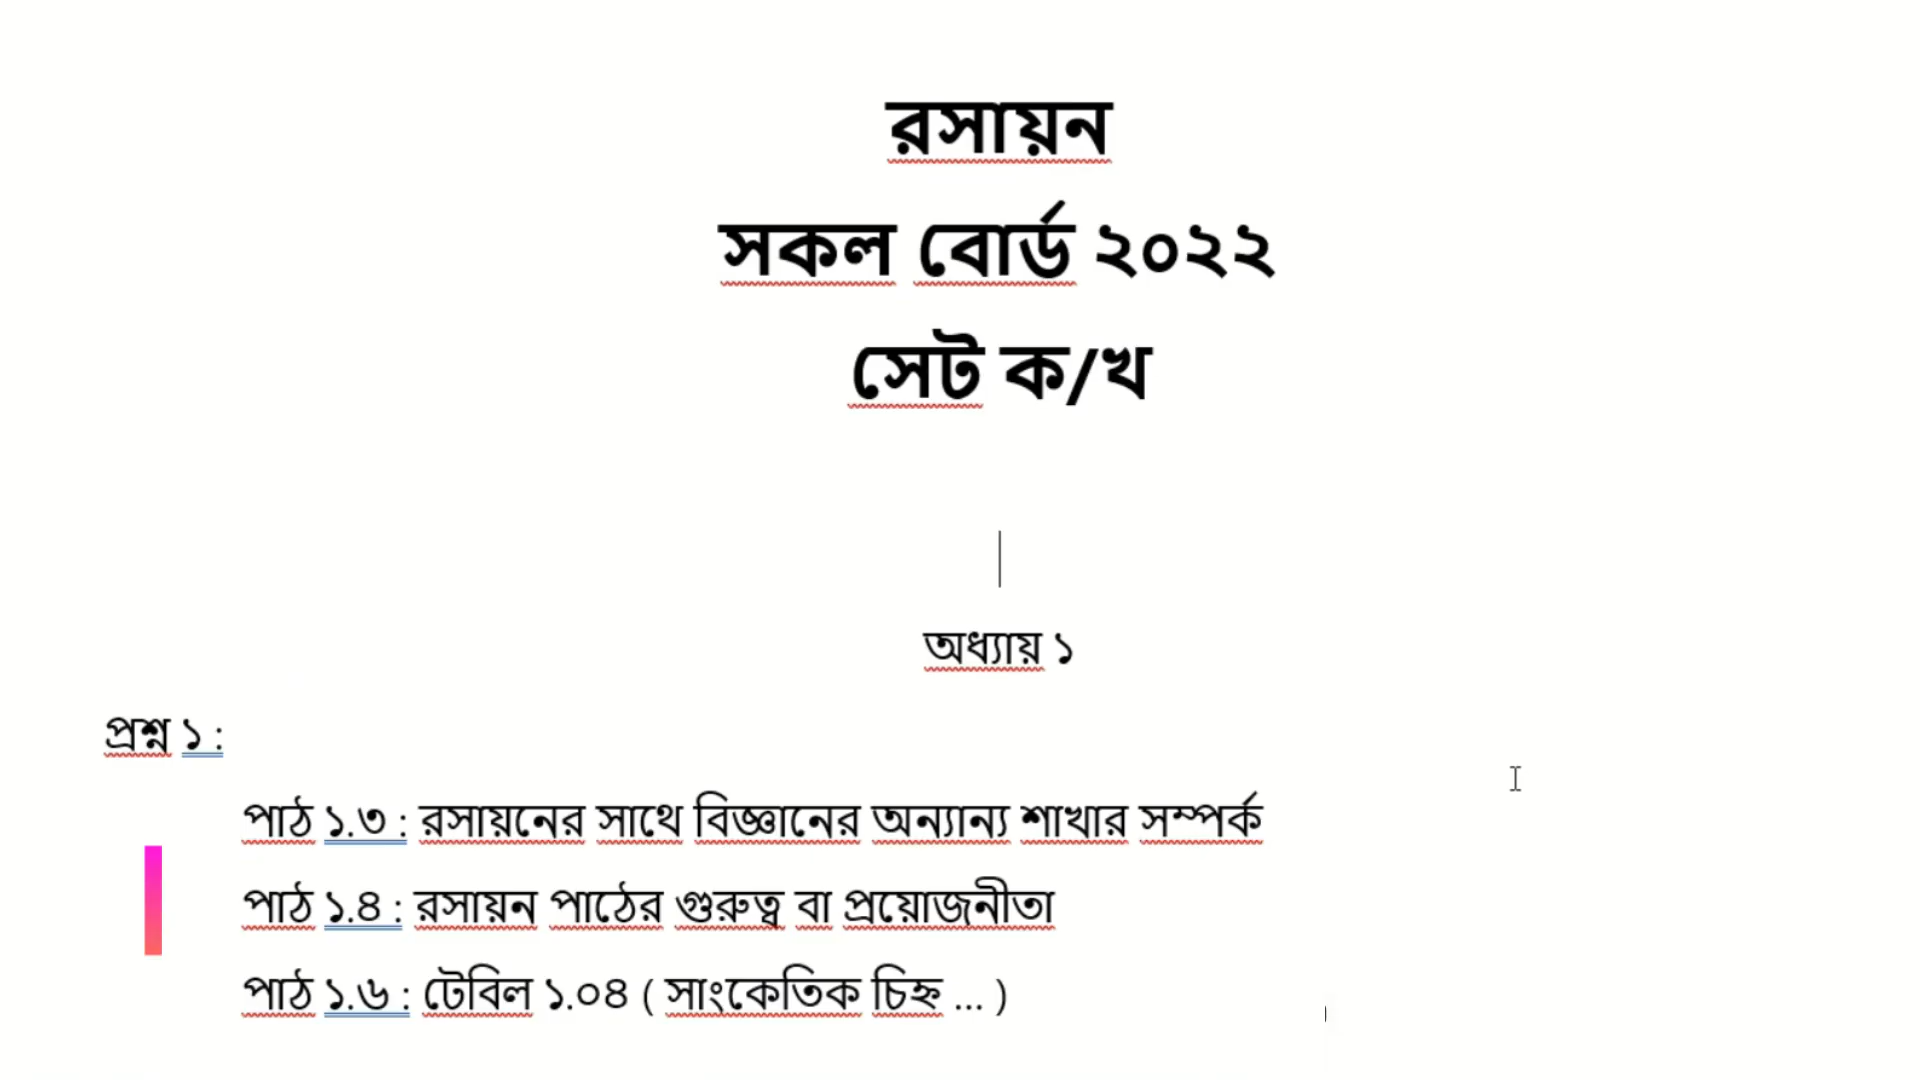 রসায়ন
সকল বোর্ড ২০২২
সেট ক/খ
অধ্যায় ১
প্রশ্ন ১ :
পাঠ ১.৩ : রসায়নের সাথে বিজ্ঞানের অন্যান্য শাখার সম্পর্ক
পাঠ ১.৪ : রসায়ন পাঠের গুরুত্ব বা প্রয়োজনীতা
পাঠ ১.৬ : টেবিল ১.০৪ ( সাংকেতিক চিহ্ন ... )